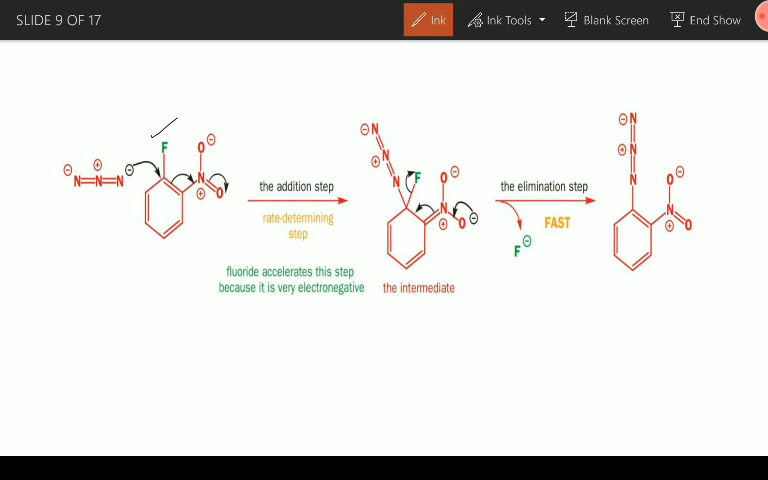 SLIDE 9 OF 17
Ink
Ink Tools
Blank Screen
End Show
⊖ N=N=N ⊖
⊕
F
O ⊖
N
⊕ O
the addition step
rate-determining
step
fluoride accelerates this step
because it is very electronegative
⊖ N
⊕ N
N
F
O ⊖
N
⊕ O ⊖
the intermediate
the elimination step
FAST
F ⊖
⊖ N
⊕ N
N
O ⊖
N
⊕ O